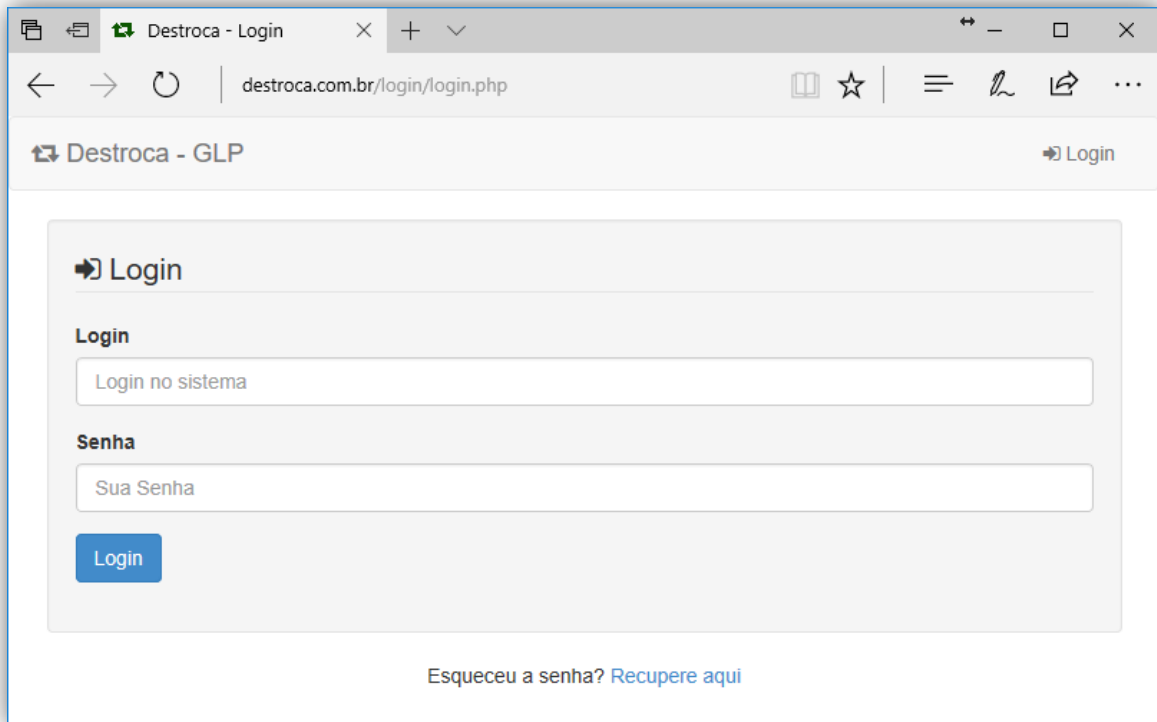 Destroca - Login
destroca.com.br/login/login.php
Destroca - GLP
Login
Login
Login
Login no sistema
Senha
Sua Senha
Login
Esqueceu a senha? Recupere aqui